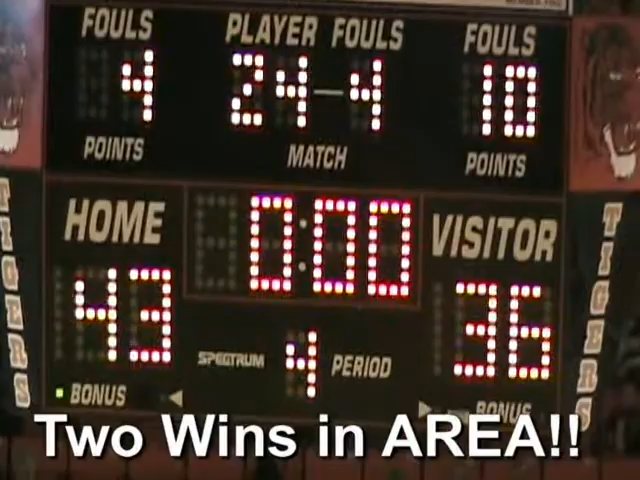 FOULS PLAYER FOULS FOULS
4 24-4 10
POINTS MATCH POINTS
HOME 0:00 VISITOR
43 36
SPECTRUM 4 PERIOD
BONUS BONUS
TIGERS
TIGERS
Two Wins in AREA!!